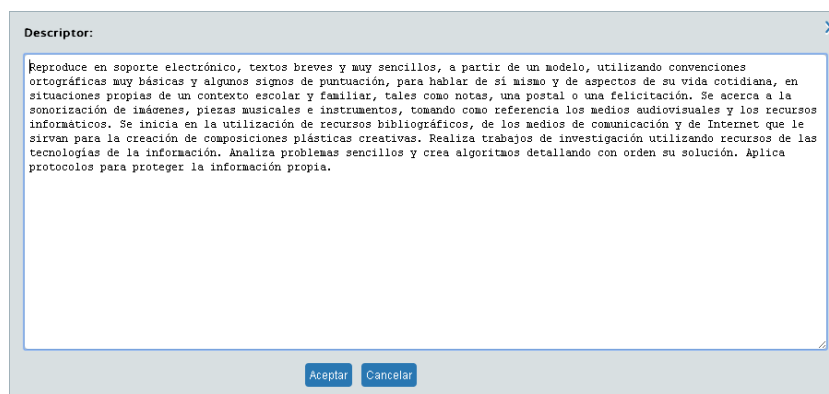 Descriptor:
Reproduce en soporte electrónico, textos breves y muy sencillos, a partir de un modelo, utilizando convenciones
ortográficas muy básicas y algunos signos de puntuación, para hablar de sí mismo y de aspectos de su vida cotidiana, en
situaciones propias de un contexto escolar y familiar, tales como notas, una postal o una felicitación. Se acerca a la
sonorización de imágenes, piezas musicales e instrumentos, tomando como referencia los medios audiovisuales y los recursos
informáticos. Se inicia en la utilización de recursos bibliográficos, de los medios de comunicación y de Internet que le
sirvan para la creación de composiciones plásticas creativas. Realiza trabajos de investigación utilizando recursos de las
tecnologías de la información. Analiza problemas sencillos y crea algoritmos detallando con orden su solución. Aplica
protocolos para proteger la información propia.
Aceptar Cancelar